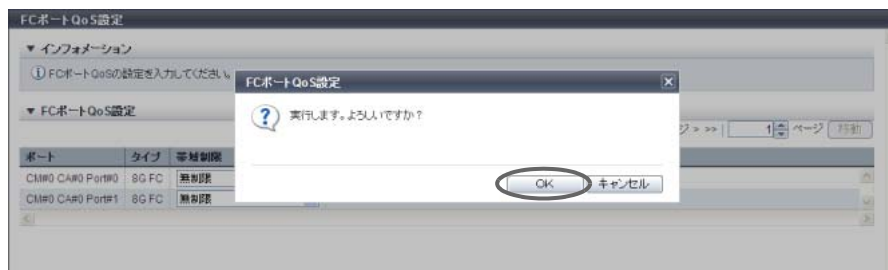 FCポートQoS設定
▼ インフォメーション
FCポートQoSの設定を入力してください。
▼ FCポートQoS設定
ジ > >> | 1 ページ 移動
ポート タイプ 帯域制限
CM#0 CA#0 Port#0 8G FC 無制限
CM#0 CA#0 Port#1 8G FC 無制限
FCポートQoS設定
実行します。よろしいですか？
OK キャンセル